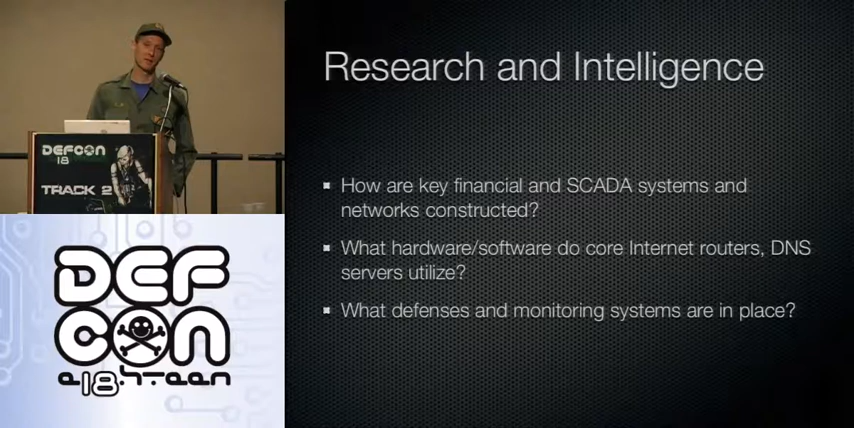 DEFCON
18
TRACK 2
DEF
CON
Research and Intelligence
How are key financial and SCADA systems and
networks constructed?
What hardware/software do core Internet routers, DNS
servers utilize?
What defenses and monitoring systems are in place?